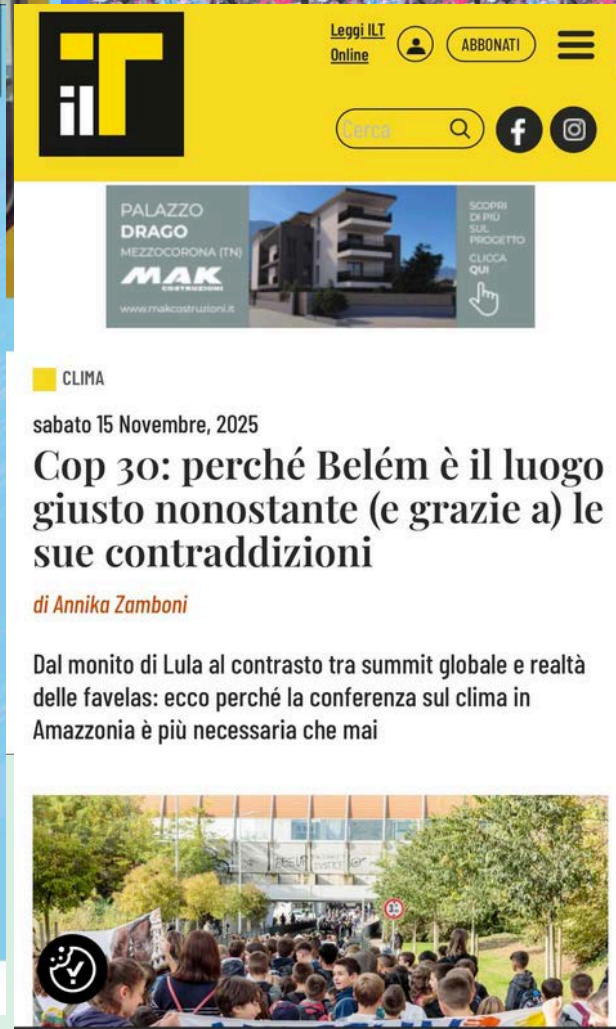 il T
Leggi ILT
Online
ABBONATI
Cerca
PALAZZO
DRAGO
MEZZOCORONA (TN)
MAK
COSTRUZIONI
www.makcostruzioni.it
SCOPRI
DI PIÙ
SUL
PROGETTO
CLICCA
QUI
CLIMA
sabato 15 Novembre, 2025
Cop 30: perché Belém è il luogo
giusto nonostante (e grazie a) le
sue contraddizioni
di Annika Zamboni
Dal monito di Lula al contrasto tra summit globale e realtà
delle favelas: ecco perché la conferenza sul clima in
Amazzonia è più necessaria che mai